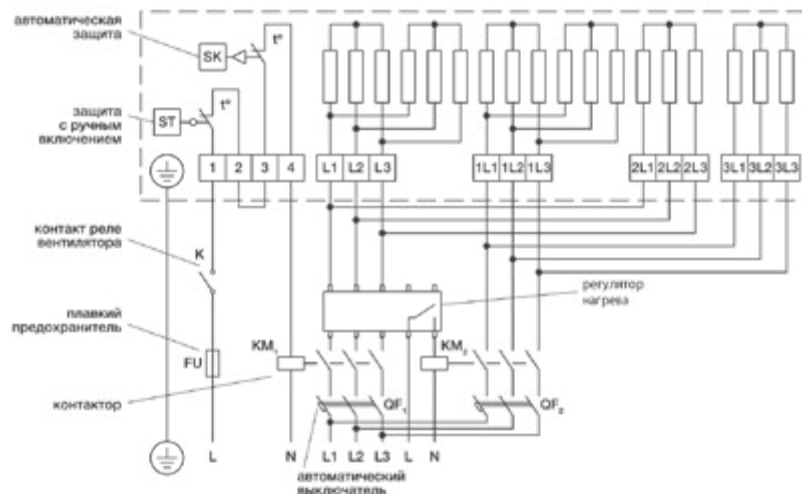 автоматическая
защита
SK
t°
защита
с ручным
включением
ST
t°
1 2 3 4
L1 L2 L3
1L1 1L2 1L3
2L1 2L2 2L3
3L1 3L2 3L3
контакт реле
вентилятора
K
регулятор
нагрева
плавкий
предохранитель
FU
KM1
KM2
контактор
QF1
QF2
L N L1 L2 L3 L N
автоматический
выключатель